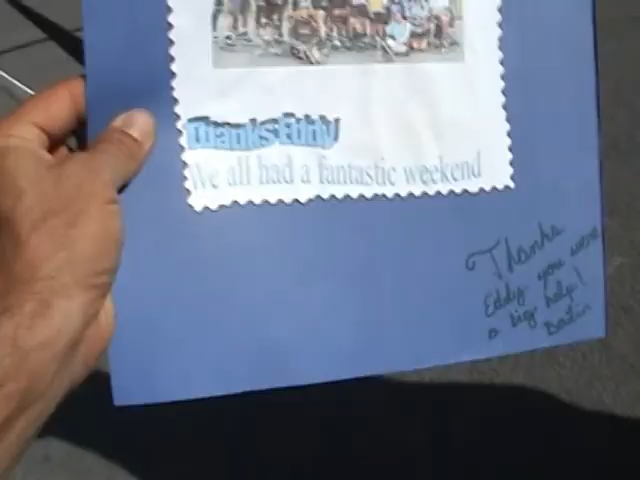 Thanks Eddy
We all had a fantastic weekend
Thanks
Eddy you were
a big help!